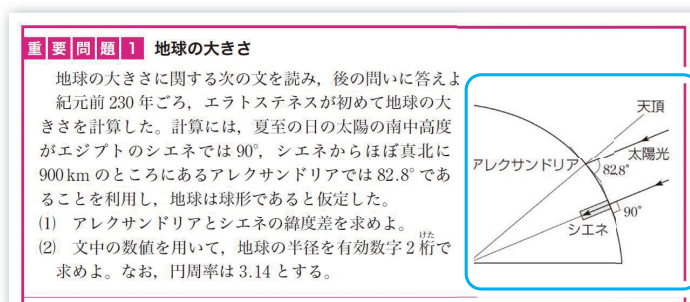 重要問題1 地球の大きさ
地球の大きさに関する次の文を読み，後の問いに答えよ
紀元前230年ごろ，エラトステネスが初めて地球の大
きさを計算した。計算には，夏至の日の太陽の南中高度
がエジプトのシエネでは90°，シエネからほぼ真北に
900kmのところにあるアレクサンドリアでは82.8°であ
ることを利用し，地球は球形であると仮定した。
(1) アレクサンドリアとシエネの緯度差を求めよ。
(2) 文中の数値を用いて，地球の半径を有効数字2桁で
けた
求めよ。なお，円周率は3.14とする。
天頂
太陽光
アレクサンドリア
82.8°
90°
シエネ